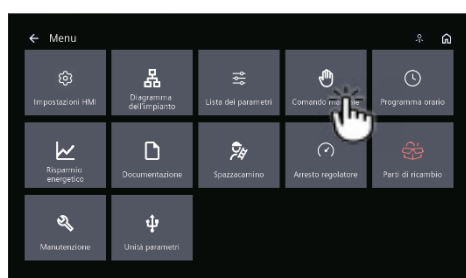 Menu
Impostazioni HMI
Diagramma
dell'impianto
Lista dei parametri
Comando
Programma orario
Risparmio
energetico
Documentazione
Spazzacamino
Arresto regolatore
Parti di ricambio
Manutenzione
Unità parametri